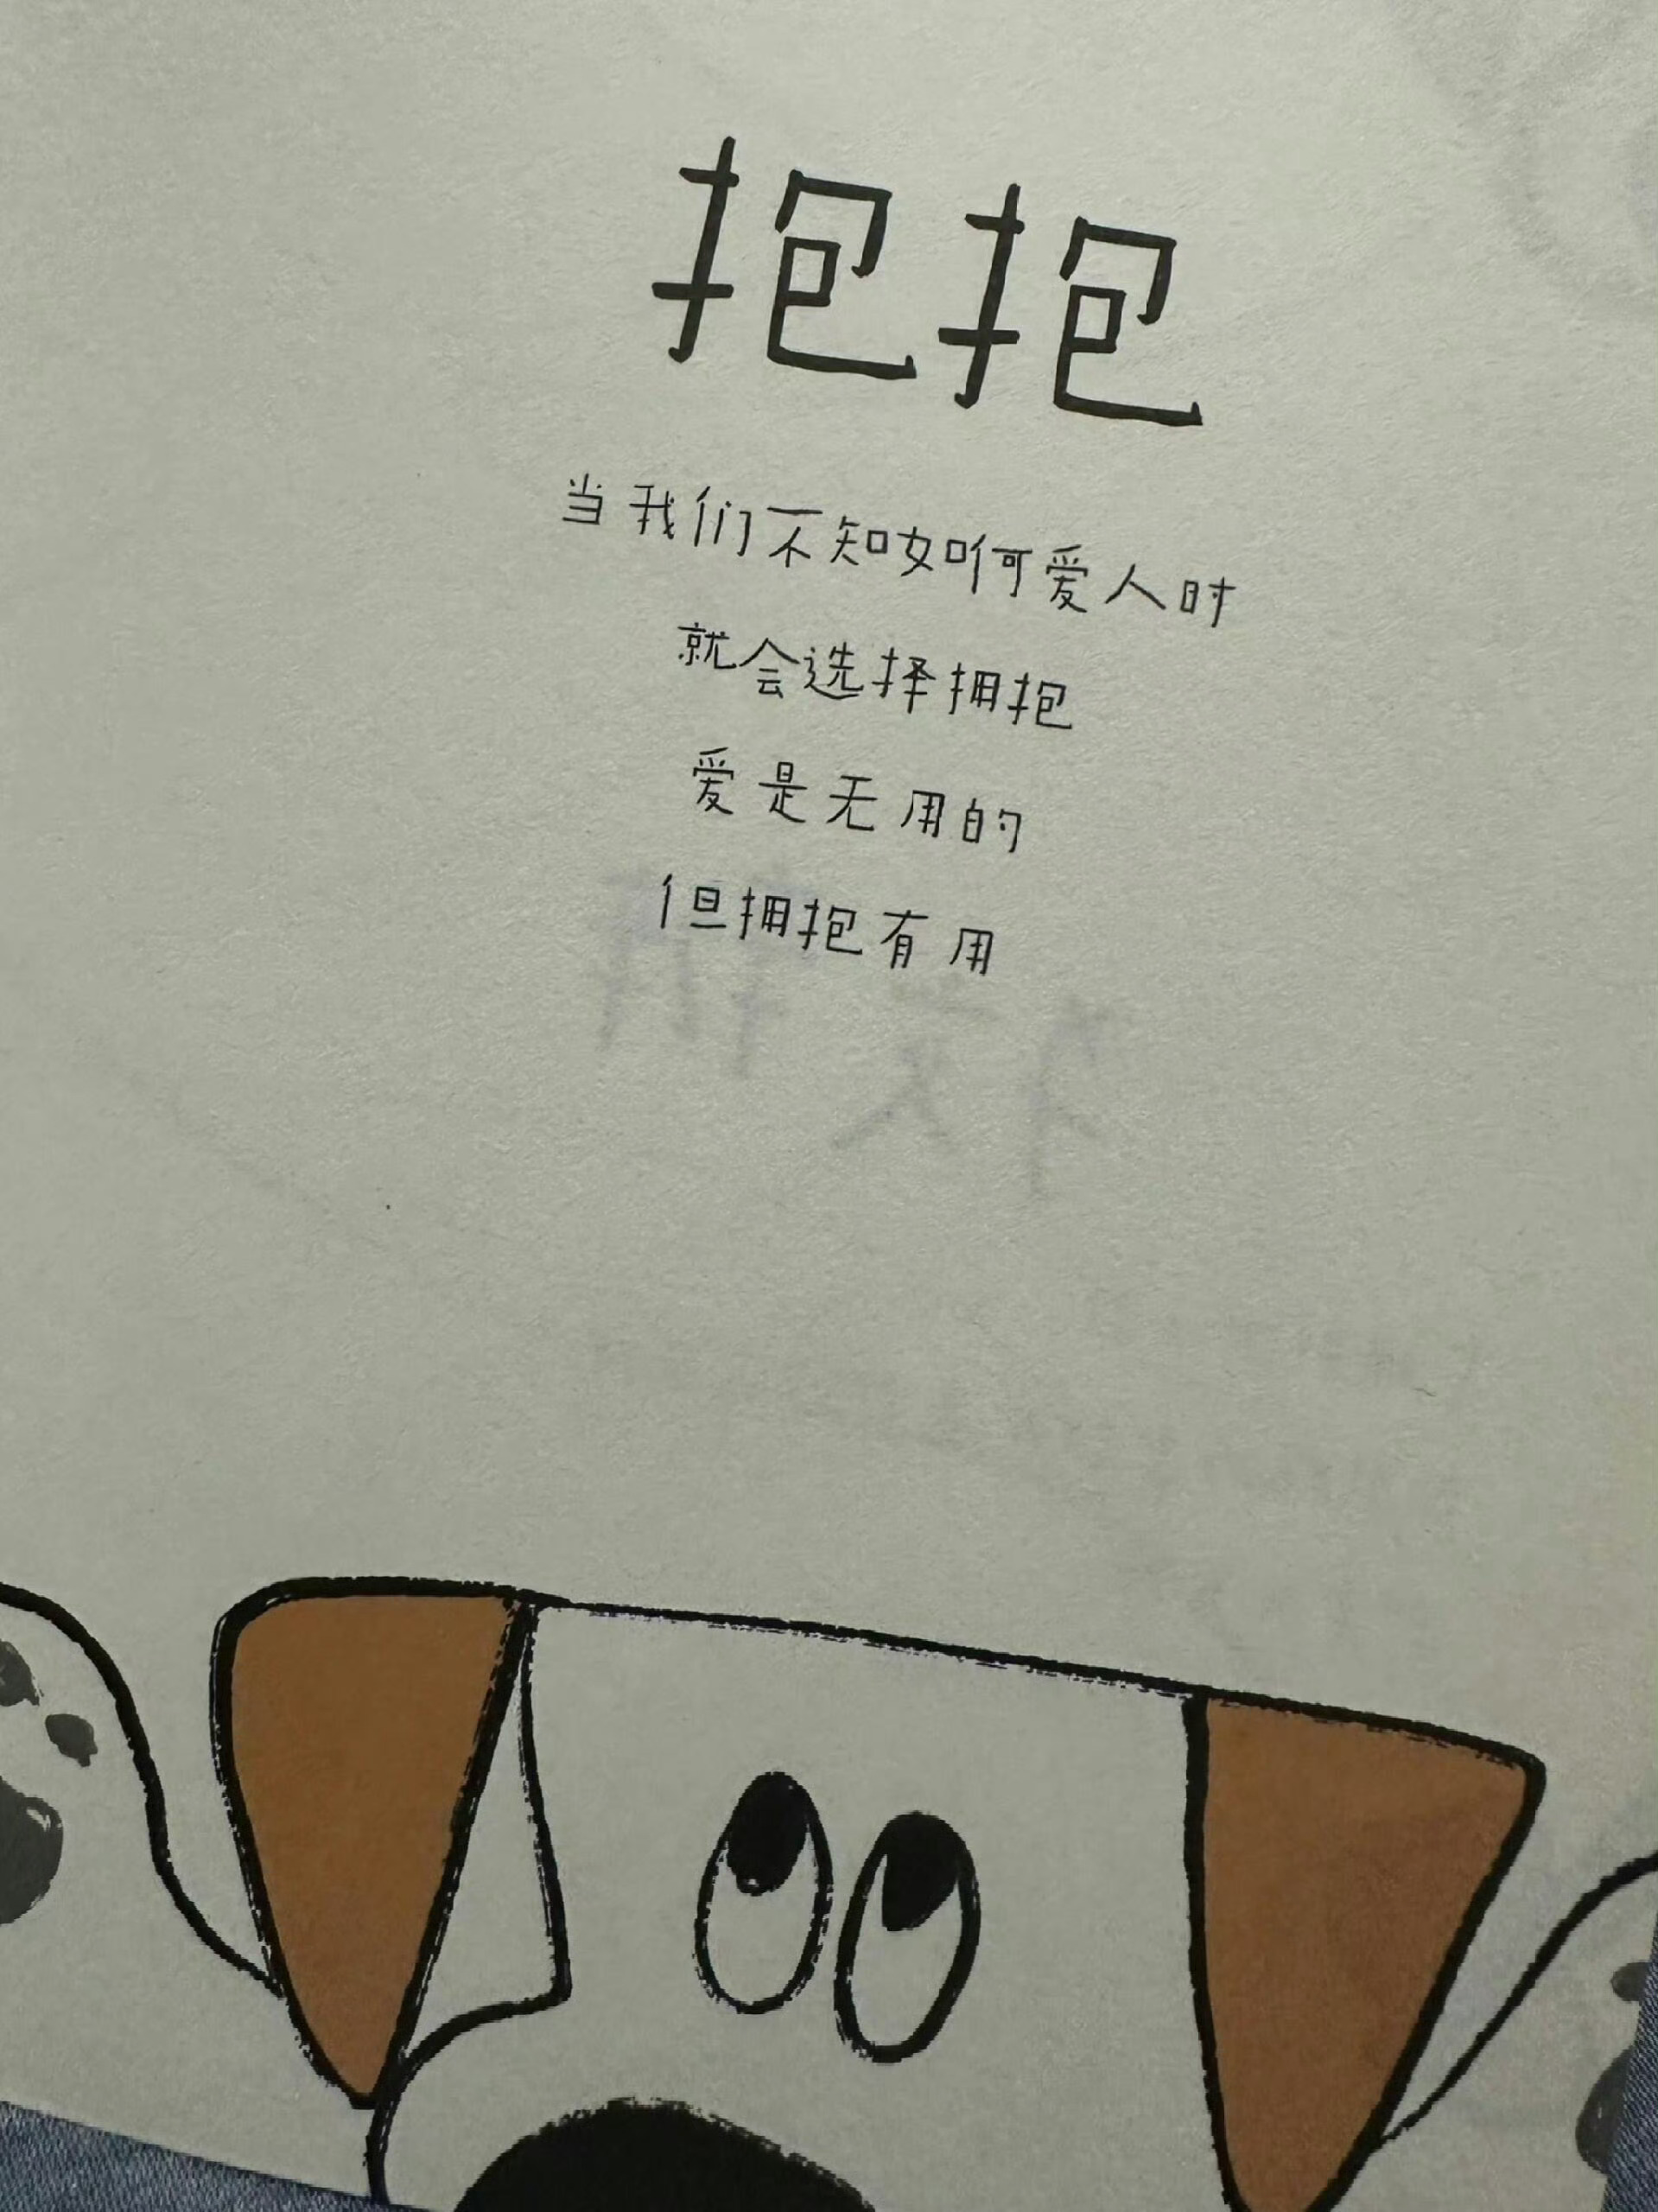 抱抱
当我们不知如何爱人时
就会选择拥抱
爱是无用的
但拥抱有用